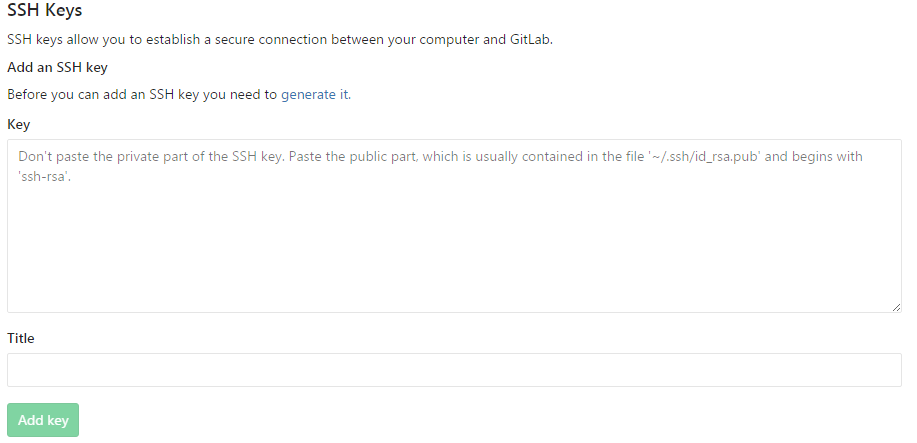 SSH Keys
SSH keys allow you to establish a secure connection between your computer and GitLab.
Add an SSH key
Before you can add an SSH key you need to generate it.
Key
Don't paste the private part of the SSH key. Paste the public part, which is usually contained in the file '~/.ssh/id_rsa.pub' and begins with
'ssh-rsa'.
Title
Add key